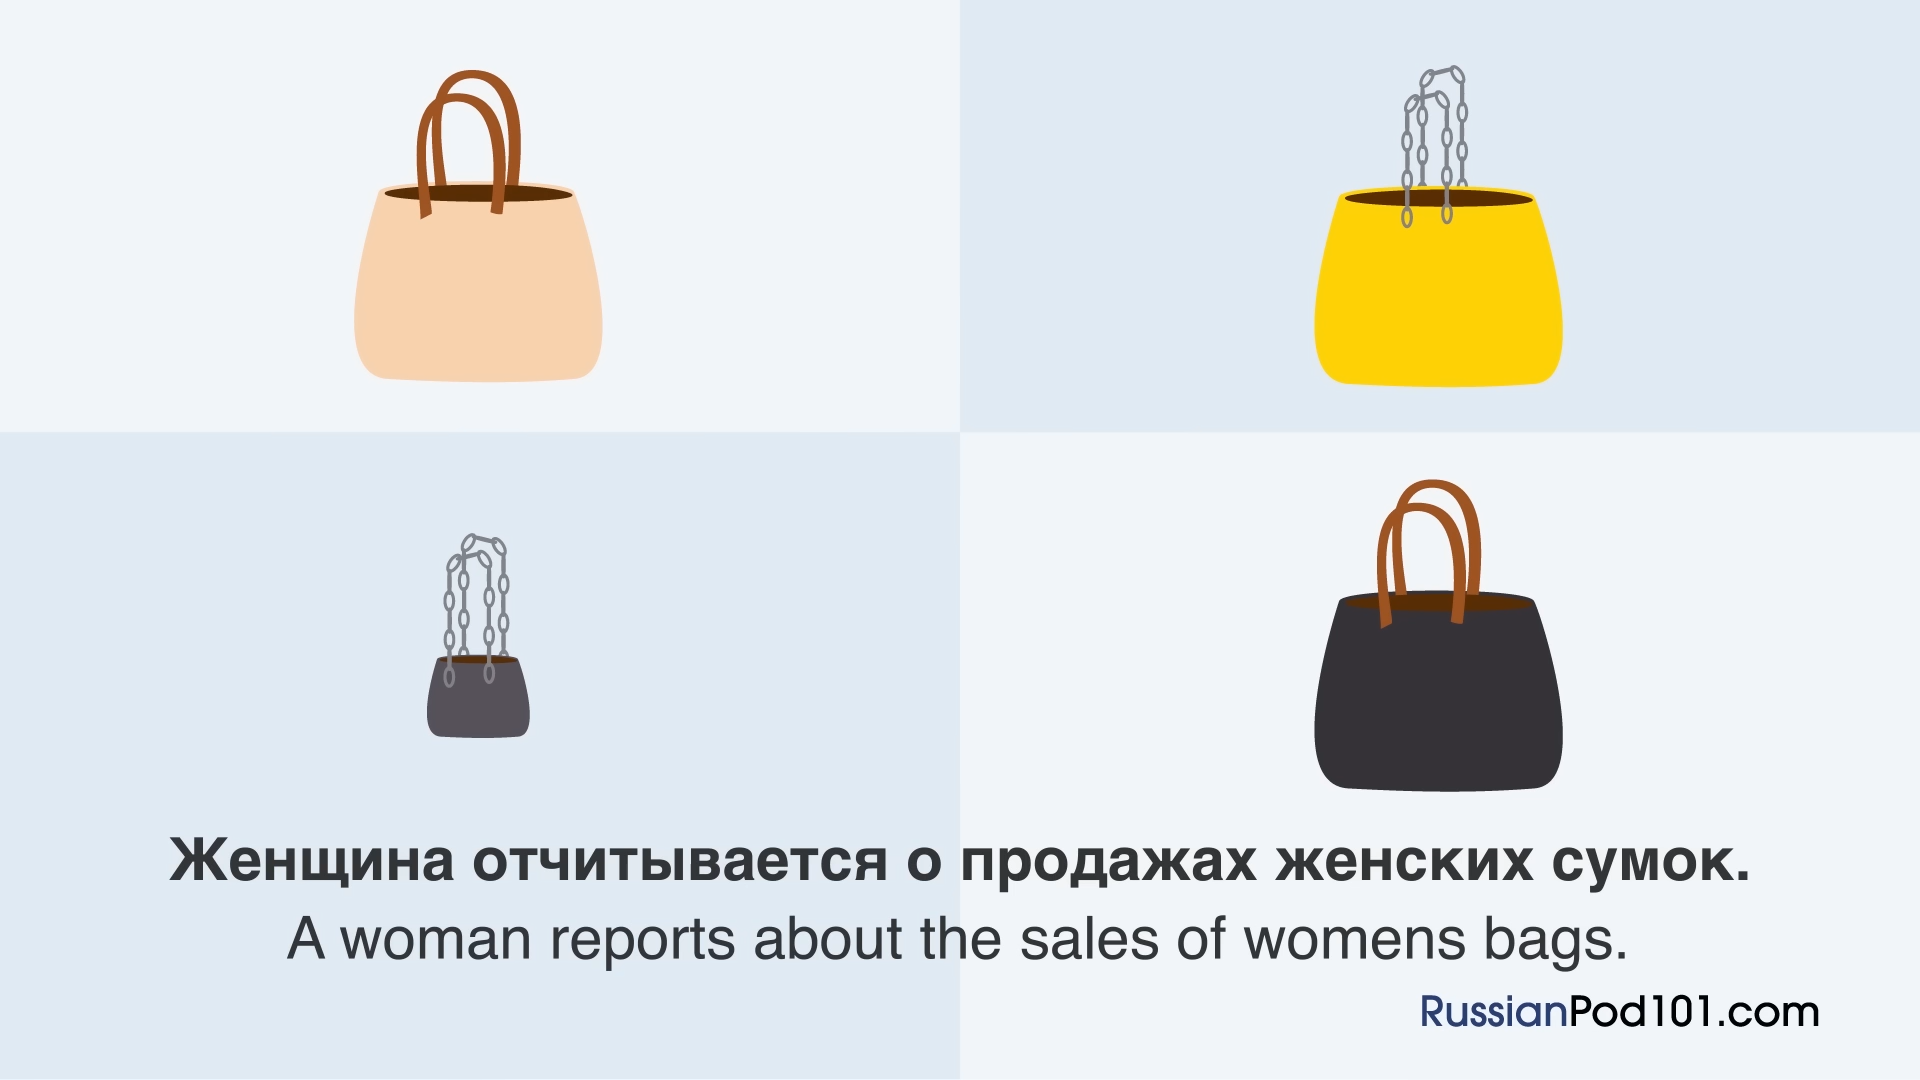 Женщина отчитывается о продажах женских сумок.
A woman reports about the sales of womens bags.
RussianPod101.com